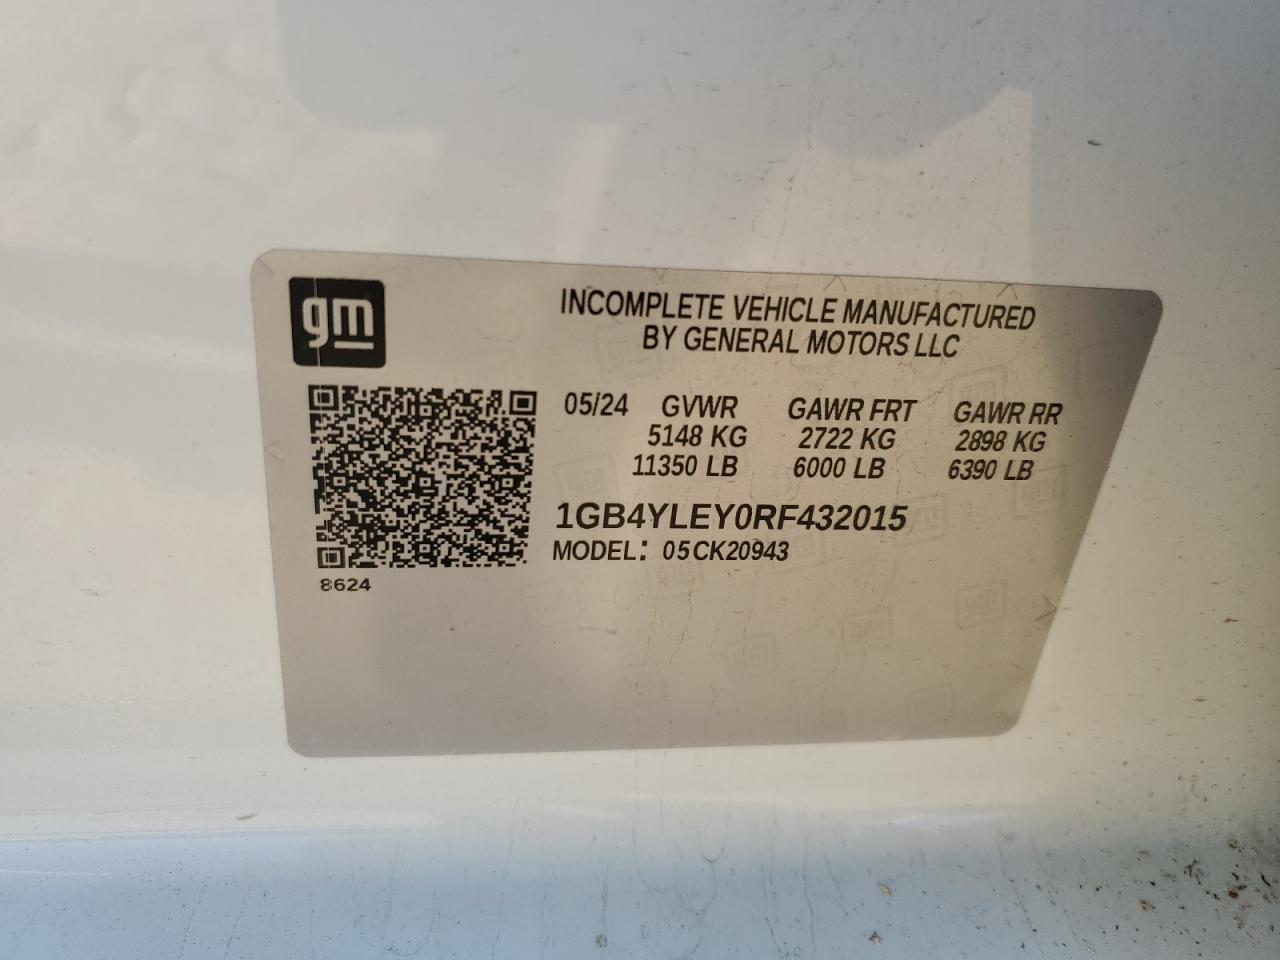 gm
INCOMPLETE VEHICLE MANUFACTURED
BY GENERAL MOTORS LLC
05/24 GVWR GAWR FRT GAWR RR
5148 KG 2722 KG 2898 KG
11350 LB 6000 LB 6390 LB
1GB4YLEY0RF432015
MODEL: 05CK20943
8624